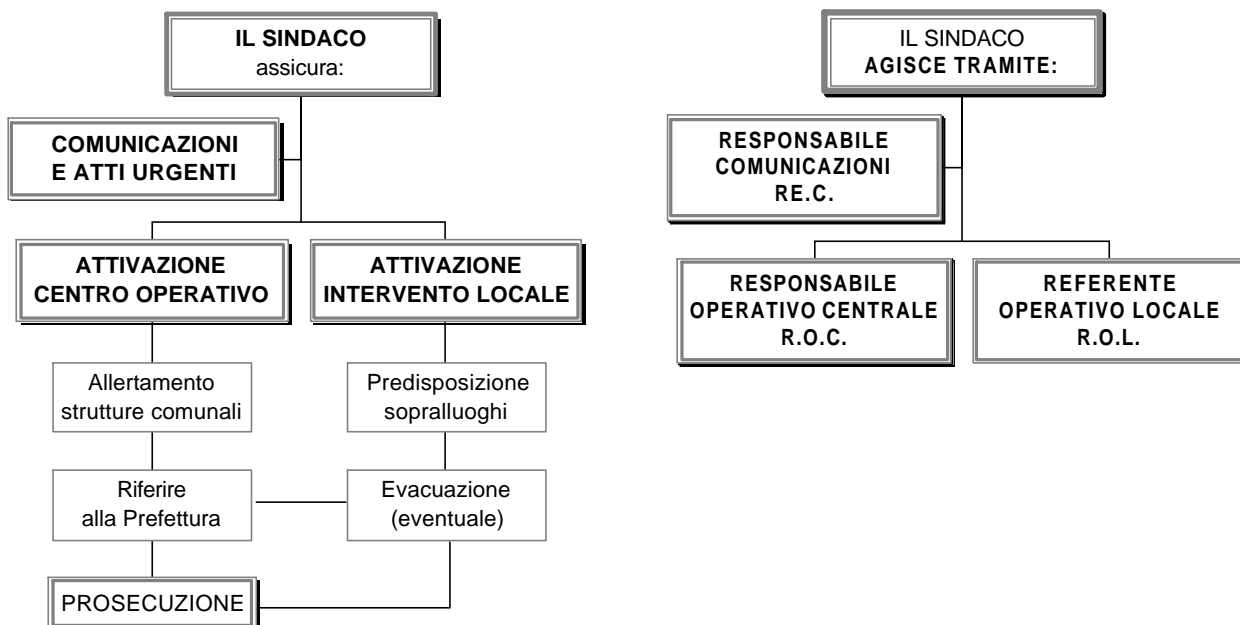 IL SINDACO
assicura:
COMUNICAZIONI
E ATTI URGENTI
ATTIVAZIONE
CENTRO OPERATIVO
ATTIVAZIONE
INTERVENTO LOCALE
Allertamento
strutture comunali
Predisposizione
sopralluoghi
Riferire
alla Prefettura
Evacuazione
(eventuale)
PROSECUZIONE
IL SINDACO
AGISCE TRAMITE:
RESPONSABILE
COMUNICAZIONI
RE.C.
RESPONSABILE
OPERATIVO CENTRALE
R.O.C.
REFERENTE
OPERATIVO LOCALE
R.O.L.